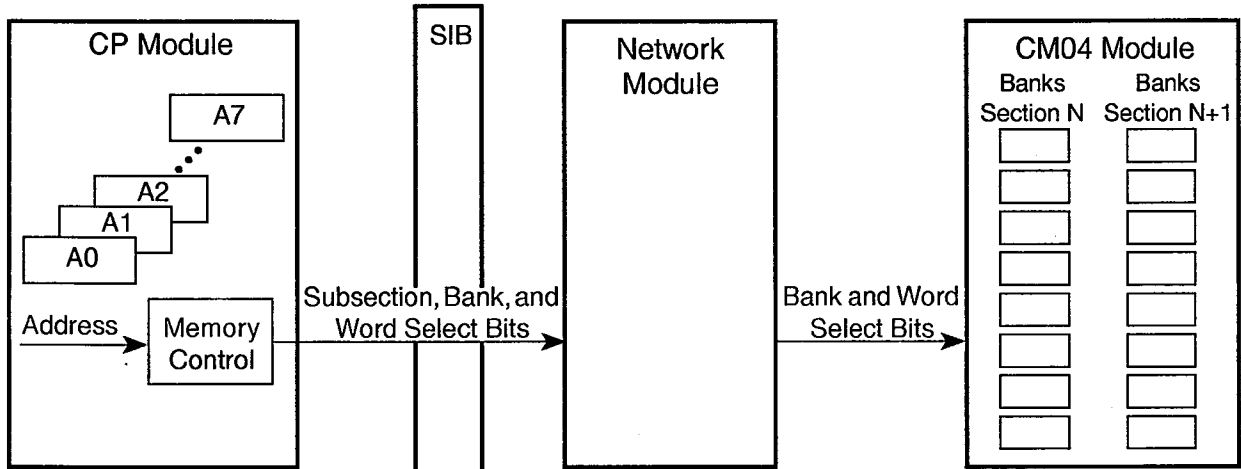 CP Module
A7
A2
A1
A0
Address
Memory
Control
SIB
Subsection, Bank, and
Word Select Bits
Network
Module
Bank and Word
Select Bits
CM04 Module
Banks
Section N
Banks
Section N+1